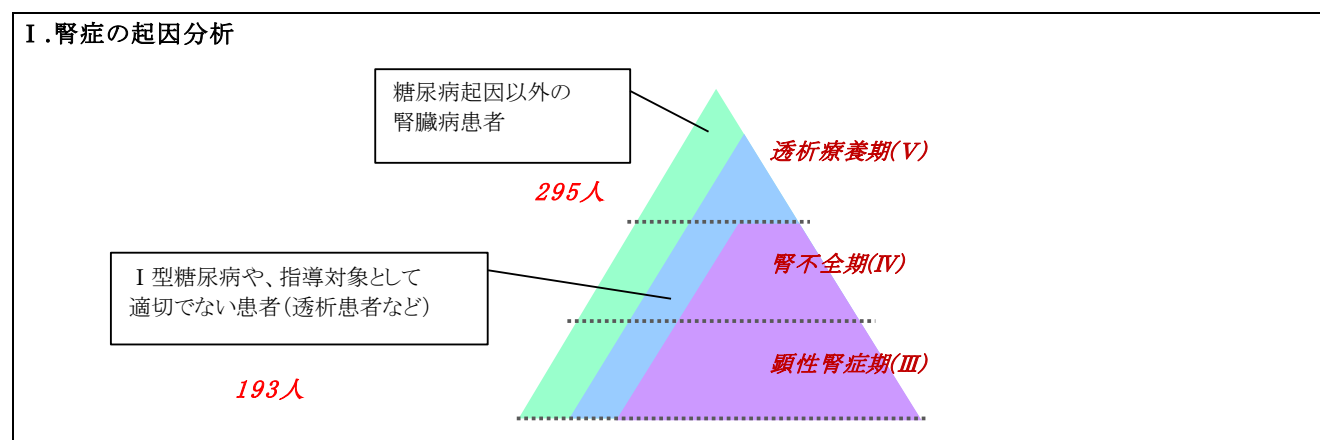 Ⅰ.腎症の起因分析
糖尿病起因以外の
腎臓病患者
透析療養期(Ⅴ)
295人
腎不全期(Ⅳ)
Ⅰ型糖尿病や、指導対象として
適切でない患者(透析患者など)
顕性腎症期(Ⅲ)
193人